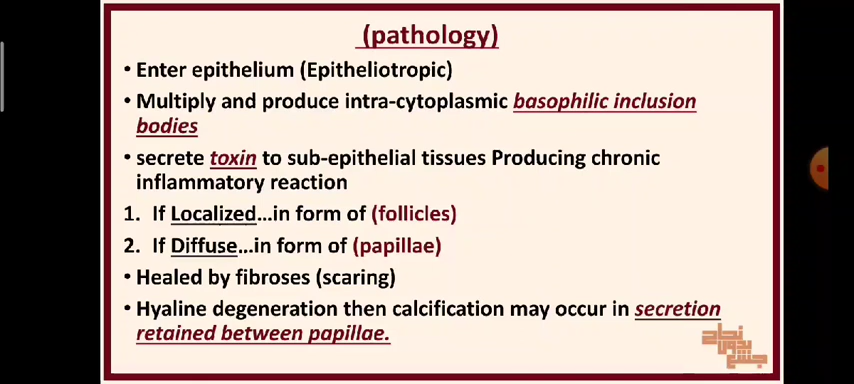 (pathology)
• Enter epithelium (Epitheliotropic)
• Multiply and produce intra-cytoplasmic basophilic inclusion
bodies
• secrete toxin to sub-epithelial tissues Producing chronic
inflammatory reaction
1. If Localized...in form of (follicles)
2. If Diffuse...in form of (papillae)
• Healed by fibroses (scaring)
• Hyaline degeneration then calcification may occur in secretion
retained between papillae.